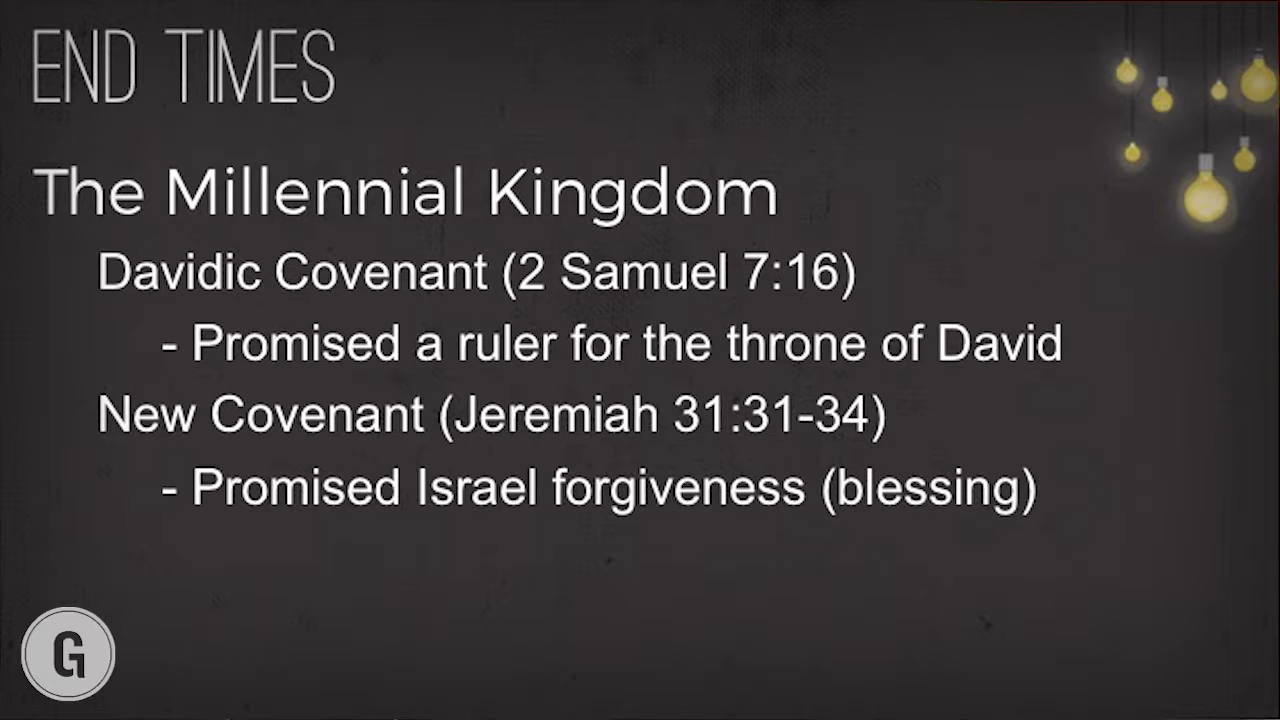 END TIMES
The Millennial Kingdom
Davidic Covenant (2 Samuel 7:16)
- Promised a ruler for the throne of David
New Covenant (Jeremiah 31:31-34)
- Promised Israel forgiveness (blessing)
G